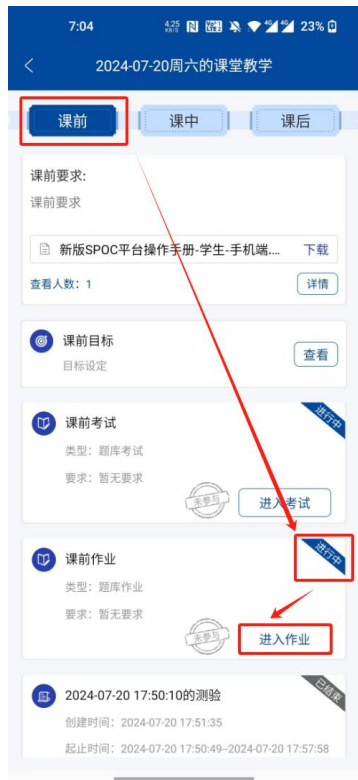 7:04
4.25 KB/S 4G 4G 23%
2024-07-20周六的课堂教学
课前 课中 课后
课前要求:
课前要求
新版SPOC平台操作手册-学生-手机端.... 下载
查看人数: 1 详情
课前目标
目标设定
查看
进行中
课前考试
类型: 题库考试
要求: 暂无要求
未参与
进入考试
进行中
课前作业
类型: 题库作业
要求: 暂无要求
未参与
进入作业
已结束
2024-07-20 17:50:10的测验
创建时间: 2024-07-20 17:51:35
起止时间: 2024-07-20 17:50:49–2024-07-20 17:57:58